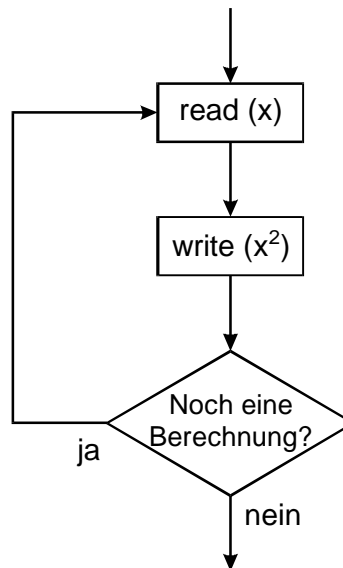 read (x)
write (x²)
Noch eine
Berechnung?
ja
nein